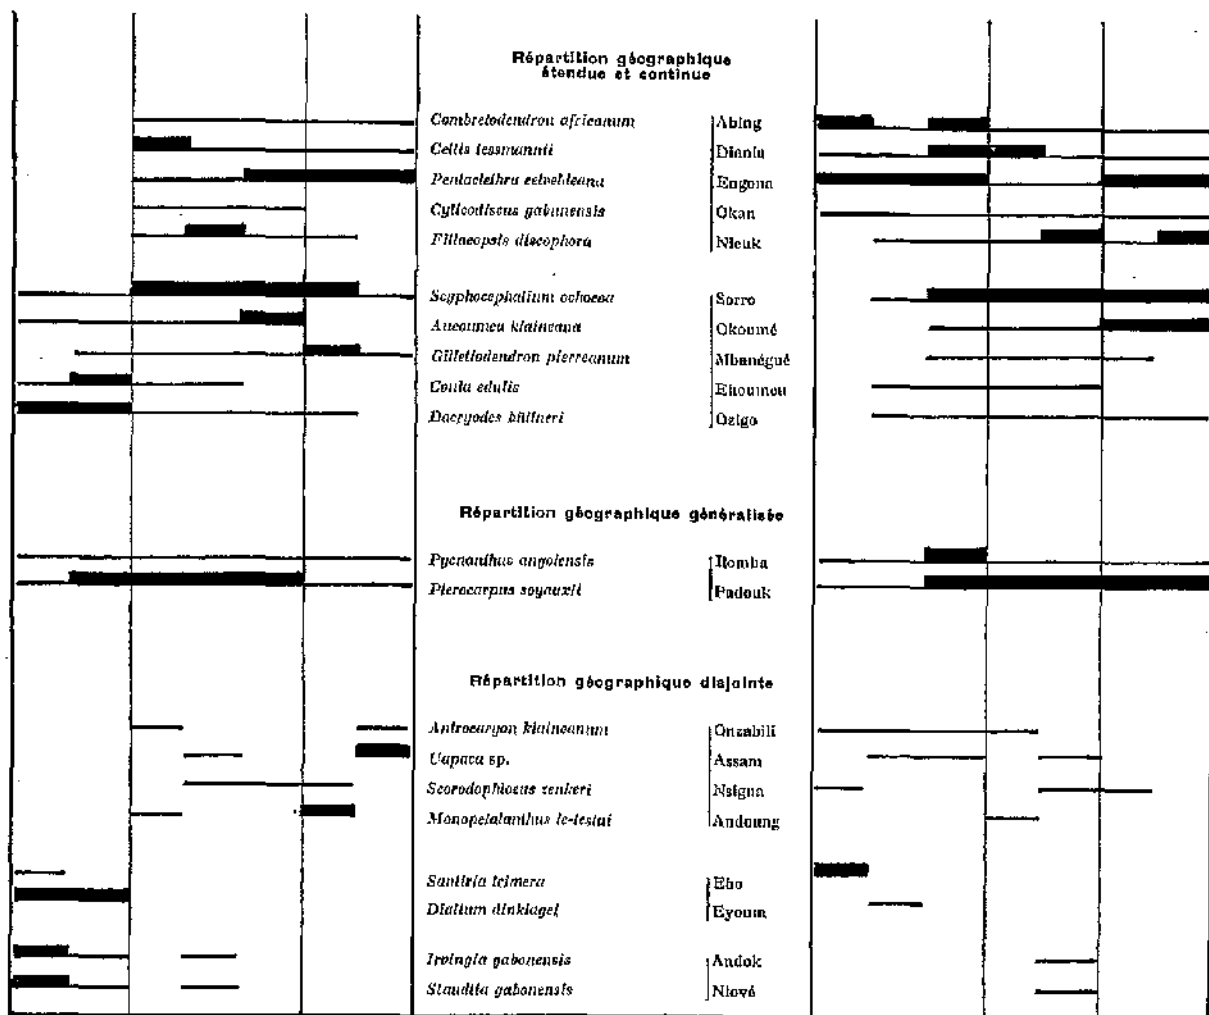 Répartition géographique
étendue et continue
Combretodendron africanum Abing
Celtis tessmannii Diania
Pentaclethra eetveldeana Engona
Cylicodiscus gabunensis Okan
Fillaeopsis discophora Nieuk
Scyphocephalium ochocoa Sorro
Aucoumea klaineana Okoumé
Gilletiodendron pierreanum Mbanégué
Coula edulis Ehoumeu
Dacryodes büttneri Ozigo
Répartition géographique généralisée
Pycnanthus angolensis Ilomba
Pterocarpus soyauxii Padouk
Répartition géographique disjointe
Antrocaryon klaineanum Onzabili
Uapaca sp. Assam
Scorodophloeus zenkeri Nsigna
Monopetalanthus le-testui Andoung
Santiria trimera Ebo
Dialium dinklagei Eyoum
Irvingia gabonensis Andok
Staudtia gabonensis Niové